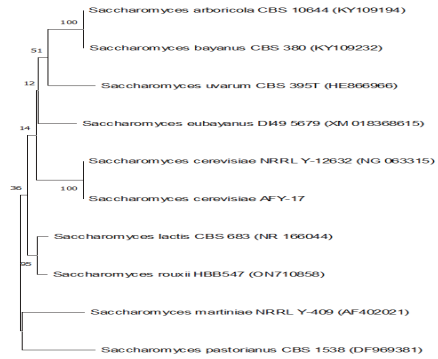 Saccharomyces arboricola CBS 10644 (KY109194)
100
Saccharomyces bayanus CBS 380 (KY109232)
51
Saccharomyces uvarum CBS 395T (HE866966)
12
Saccharomyces eubayanus DI49 5679 (XM 018368615)
14
Saccharomyces cerevisiae NRRL Y-12632 (NG 063315)
100
Saccharomyces cerevisiae AFY-17
36
Saccharomyces lactis CBS 683 (NR 166044)
95
Saccharomyces rouxii HBB547 (ON710858)
Saccharomyces martiniae NRRL Y-409 (AF402021)
Saccharomyces pastorianus CBS 1538 (DF969381)